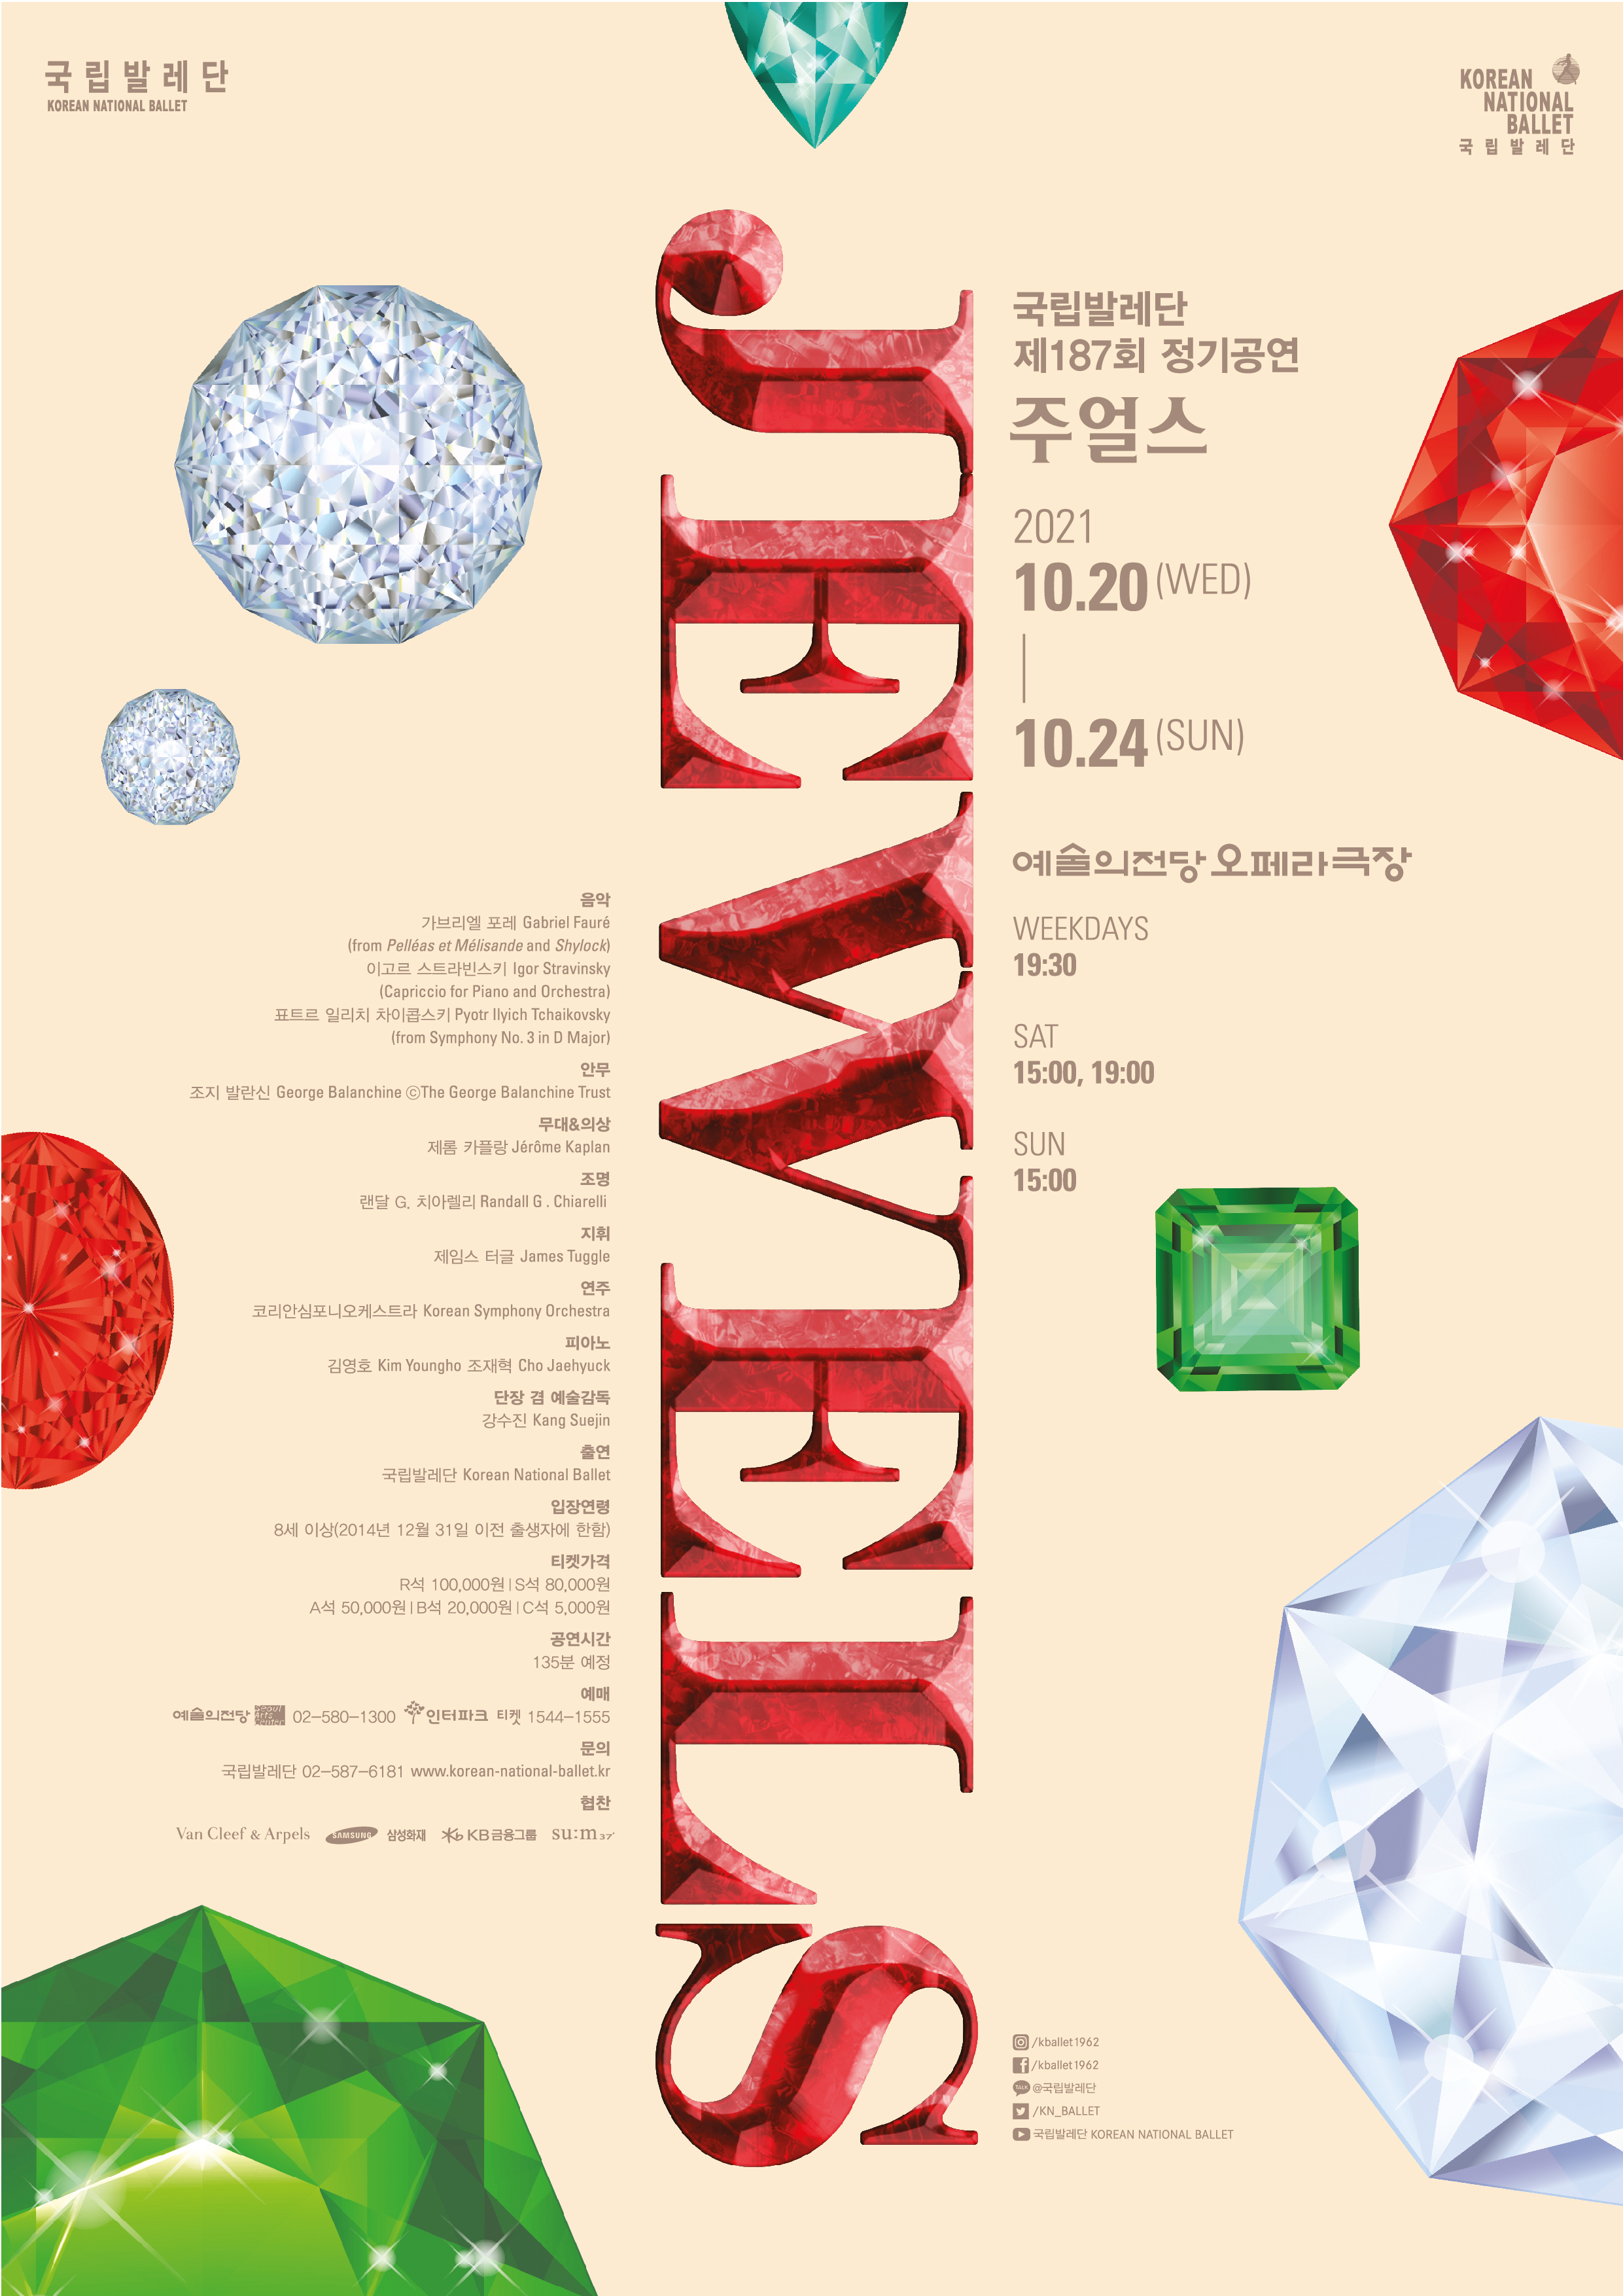 국립발레단
KOREAN NATIONAL BALLET
KOREAN
NATIONAL
BALLET
국립발레단
JEWELS
국립발레단
제187회 정기공연
주얼스
2021
10.20 (WED)
10.24 (SUN)
예술의전당 오페라극장
WEEKDAYS
19:30
SAT
15:00, 19:00
SUN
15:00
음악
가브리엘 포레 Gabriel Fauré
(from Pelléas et Mélisande and Shylock)
이고르 스트라빈스키 Igor Stravinsky
(Capriccio for Piano and Orchestra)
표트르 일리치 차이콥스키 Pyotr Ilyich Tchaikovsky
(from Symphony No. 3 in D Major)
안무
조지 발란신 George Balanchine ⓒThe George Balanchine Trust
무대&의상
제롬 카플랑 Jérôme Kaplan
조명
랜달 G. 치아렐리 Randall G . Chiarelli
지휘
제임스 터글 James Tuggle
연주
코리안심포니오케스트라 Korean Symphony Orchestra
피아노
김영호 Kim Youngho 조재혁 Cho Jaehyuck
단장 겸 예술감독
강수진 Kang Suejin
출연
국립발레단 Korean National Ballet
입장연령
8세 이상(2014년 12월 31일 이전 출생자에 한함)
티켓가격
R석 100,000원 | S석 80,000원
A석 50,000원 | B석 20,000원 | C석 5,000원
공연시간
135분 예정
예매
예술의전당 SEOUL ARTS CENTER 02-580-1300 인터파크 티켓 1544-1555
문의
국립발레단 02-587-6181 www.korean-national-ballet.kr
협찬
Van Cleef & Arpels SAMSUNG 삼성화재 KB금융그룹 su:m37°
/kballet1962
/kballet1962
TALK @국립발레단
/KN_BALLET
국립발레단 KOREAN NATIONAL BALLET